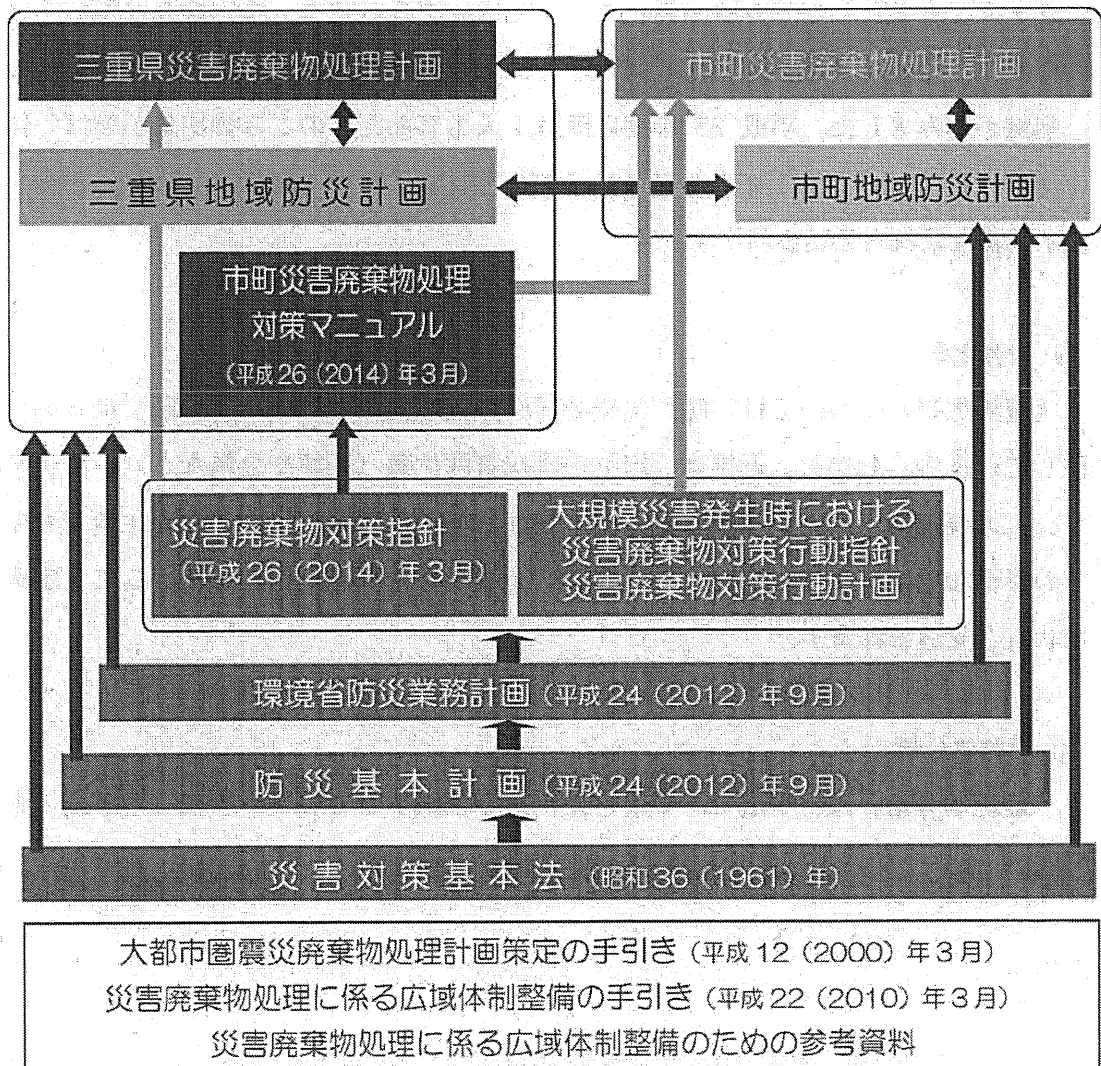 三重県災害廃棄物処理計画
市町災害廃棄物処理計画
三重県地域防災計画
市町地域防災計画
市町災害廃棄物処理
対策マニュアル
(平成26(2014)年3月)
災害廃棄物対策指針
(平成26(2014)年3月)
大規模災害発生時における
災害廃棄物対策行動指針
災害廃棄物対策行動計画
環境省防災業務計画(平成24(2012)年9月)
防災基本計画(平成24(2012)年9月)
災害対策基本法(昭和36(1961)年)
大都市圏震災廃棄物処理計画策定の手引き(平成12(2000)年3月)
災害廃棄物処理に係る広域体制整備の手引き(平成22(2010)年3月)
災害廃棄物処理に係る広域体制整備のための参考資料